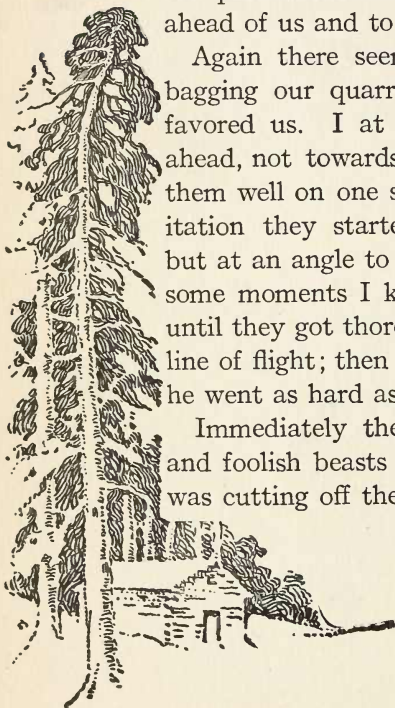 ahead of us and to
Again there seer
bagging our quarr
favored us. I at
ahead, not towards
them well on one s
itation they starte
but at an angle to
some moments I k
until they got thore
line of flight; then
he went as hard as
Immediately the
and foolish beasts
was cutting off the